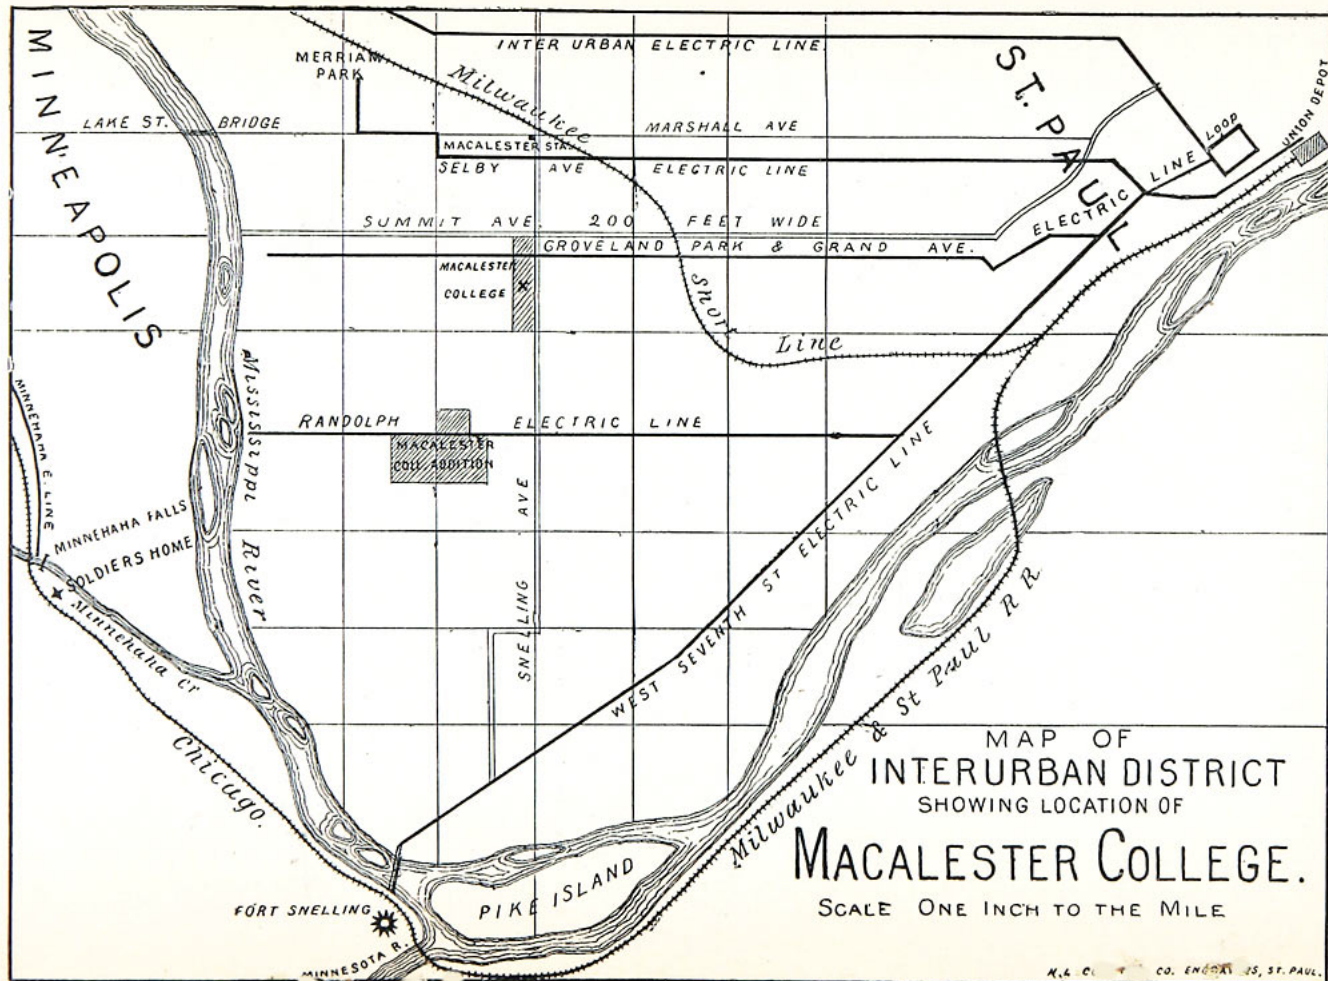 MINNEAPOLIS
MERRIAM
PARK
INTER URBAN ELECTRIC LINE.
ST. PAUL
UNION DEPOT
LOOP
Milwaukee
LAKE ST. BRIDGE
MARSHALL AVE
MACALESTER STA.
SELBY AVE ELECTRIC LINE
ELECTRIC LINE
SUMMIT AVE. 200 FEET WIDE
GROVELAND PARK & GRAND AVE.
MACALESTER
COLLEGE
Short
Line
Mississippi River
MINNEHAHA E. LINE
RANDOLPH ELECTRIC LINE
MACALESTER
COLL. ADDITION
MINNEHAHA FALLS
SOLDIERS HOME
Minnehaha Cr
SNELLING AVE
WEST SEVENTH ST ELECTRIC LINE
Chicago.
Milwaukee & St Paul R R
PIKE ISLAND
FORT SNELLING
MINNESOTA R.
MAP OF
INTERURBAN DISTRICT
SHOWING LOCATION OF
MACALESTER COLLEGE.
SCALE ONE INCH TO THE MILE
CO. ST. PAUL.